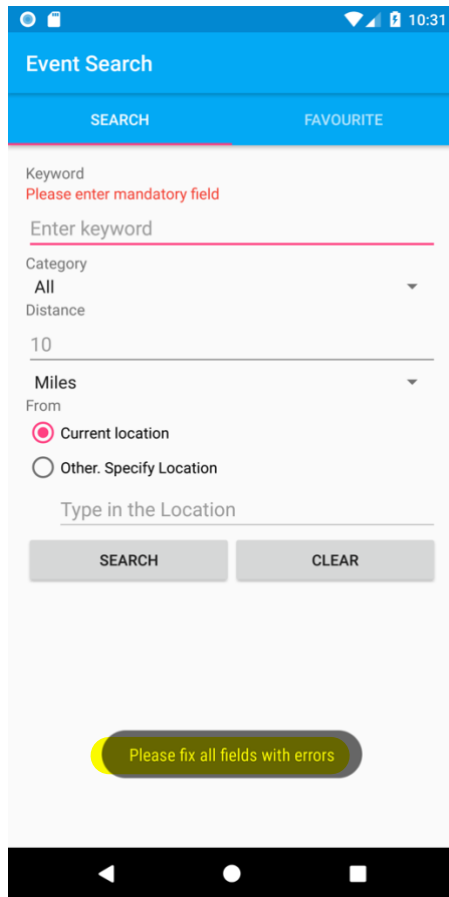 10:31
Event Search
SEARCH FAVOURITE
Keyword
Please enter mandatory field
Enter keyword
Category
All
Distance
10
Miles
From
Current location
Other. Specify Location
Type in the Location
SEARCH CLEAR
Please fix all fields with errors